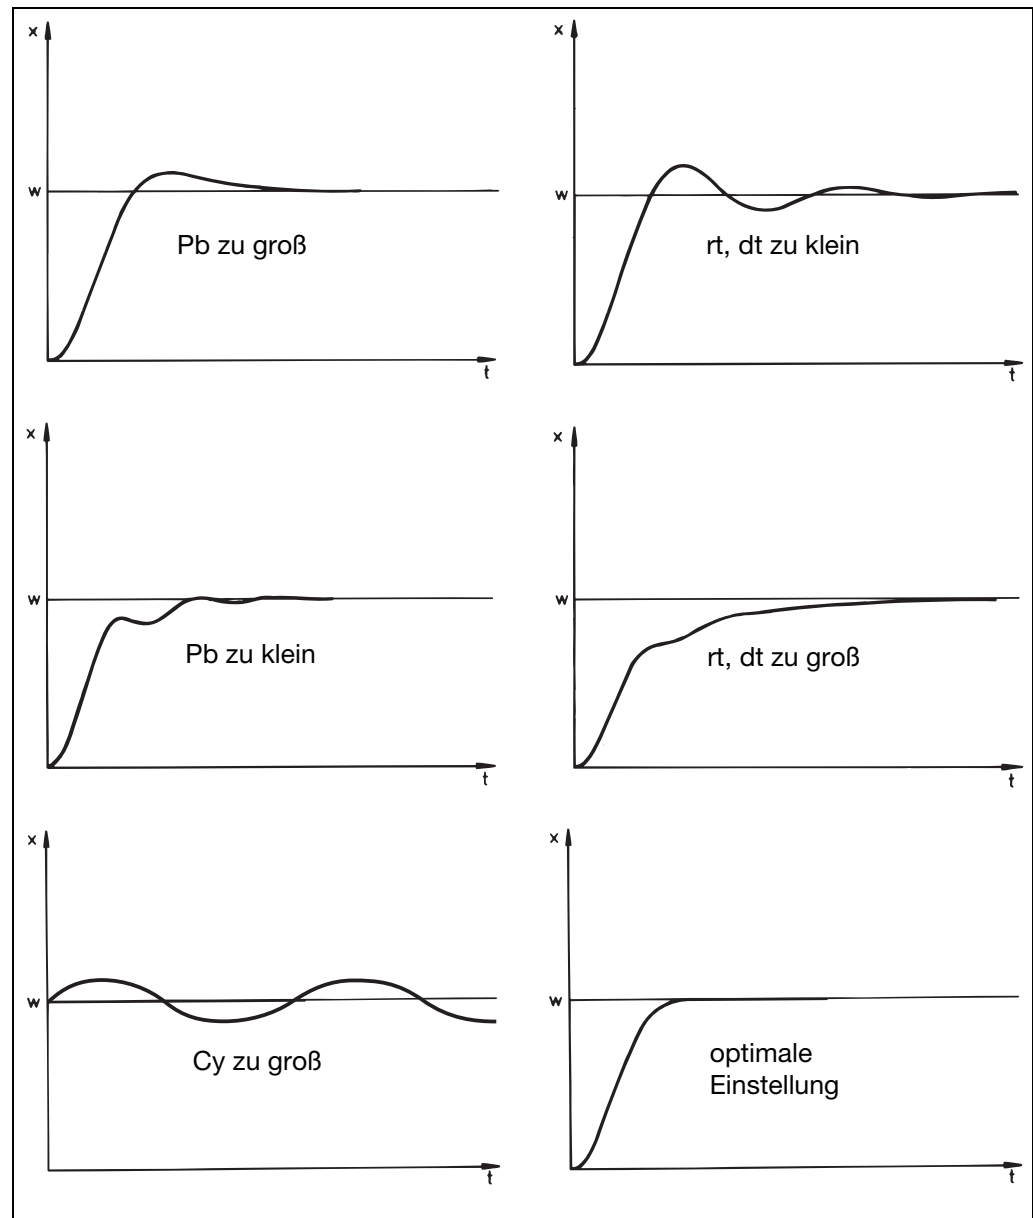 x
w
Pb zu groß
t
x
w
rt, dt zu klein
t
x
w
Pb zu klein
t
x
w
rt, dt zu groß
t
x
w
Cy zu groß
t
x
w
optimale
Einstellung
t